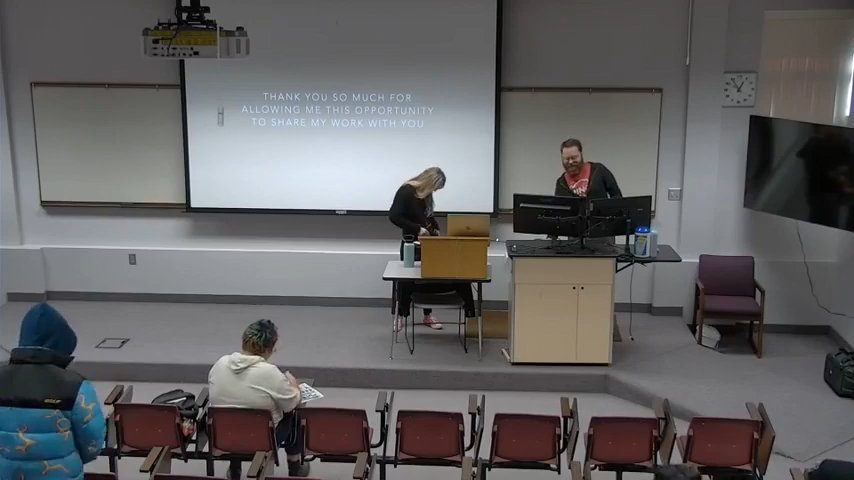 THANK YOU SO MUCH FOR
ALLOWING ME THIS OPPORTUNITY
TO SHARE MY WORK WITH YOU